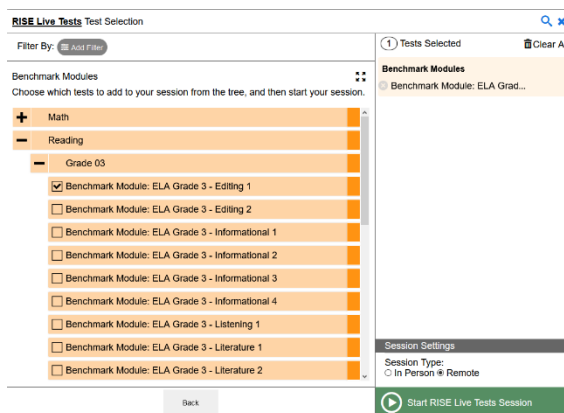 RISE Live Tests Test Selection
Filter By: Add Filter
Benchmark Modules
Choose which tests to add to your session from the tree, and then start your session.
Math
Reading
Grade 03
Benchmark Module: ELA Grade 3 - Editing 1
Benchmark Module: ELA Grade 3 - Editing 2
Benchmark Module: ELA Grade 3 - Informational 1
Benchmark Module: ELA Grade 3 - Informational 2
Benchmark Module: ELA Grade 3 - Informational 3
Benchmark Module: ELA Grade 3 - Informational 4
Benchmark Module: ELA Grade 3 - Listening 1
Benchmark Module: ELA Grade 3 - Literature 1
Benchmark Module: ELA Grade 3 - Literature 2
Back
1 Tests Selected Clear A
Benchmark Modules
Benchmark Module: ELA Grad...
Session Settings
Session Type:
In Person Remote
Start RISE Live Tests Session